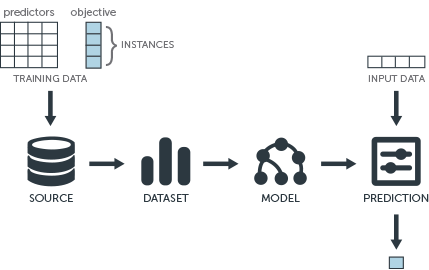 predictors objective
INSTANCES
TRAINING DATA
INPUT DATA
SOURCE
DATASET
MODEL
PREDICTION